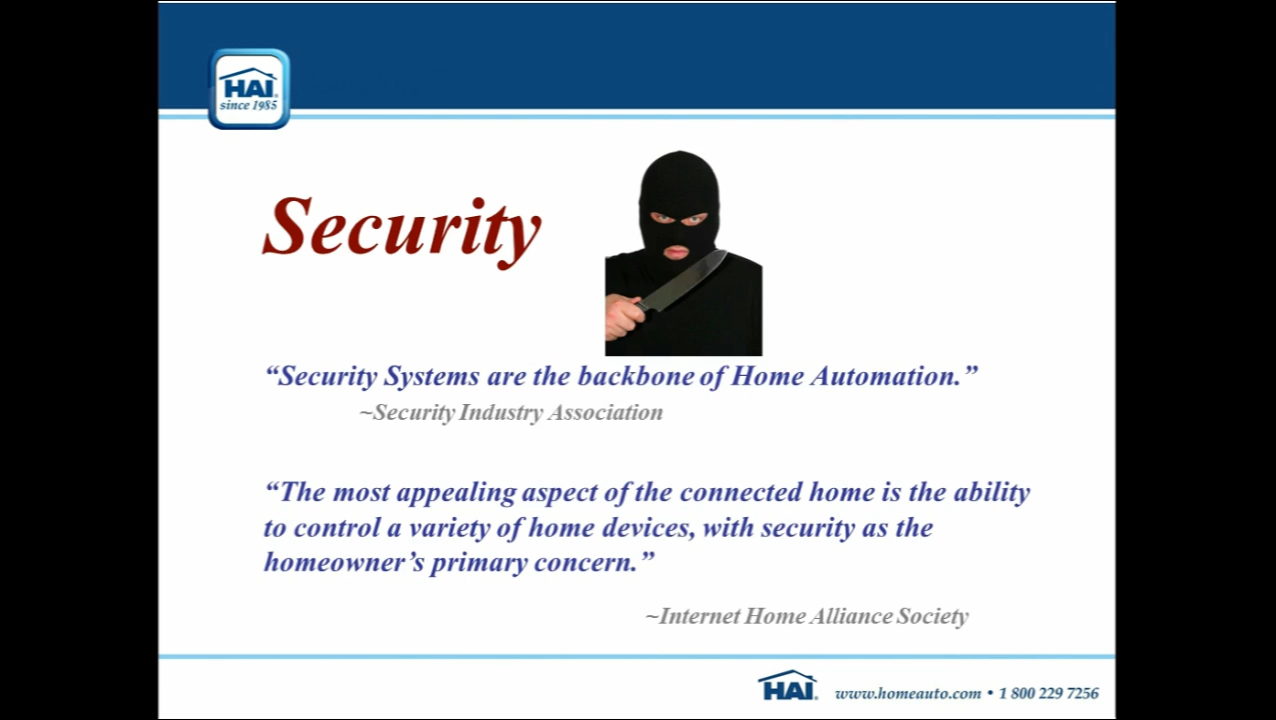 HAI
since 1985
Security
“Security Systems are the backbone of Home Automation.”
~Security Industry Association
“The most appealing aspect of the connected home is the ability
to control a variety of home devices, with security as the
homeowner’s primary concern.”
~Internet Home Alliance Society
HAI® www.homeauto.com • 1 800 229 7256